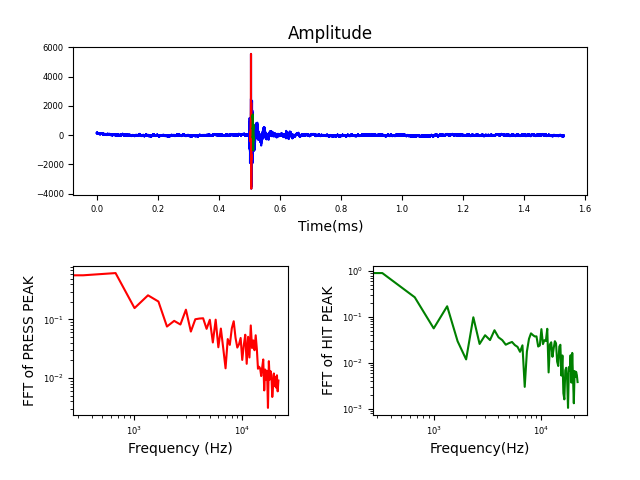 Amplitude
6000
4000
2000
0
−2000
−4000
0.0 0.2 0.4 0.6 0.8 1.0 1.2 1.4 1.6
Time(ms)
FFT of PRESS PEAK
10⁻¹
10⁻²
10³ 10⁴
Frequency (Hz)
FFT of HIT PEAK
10⁰
10⁻¹
10⁻²
10⁻³
10³ 10⁴
Frequency(Hz)